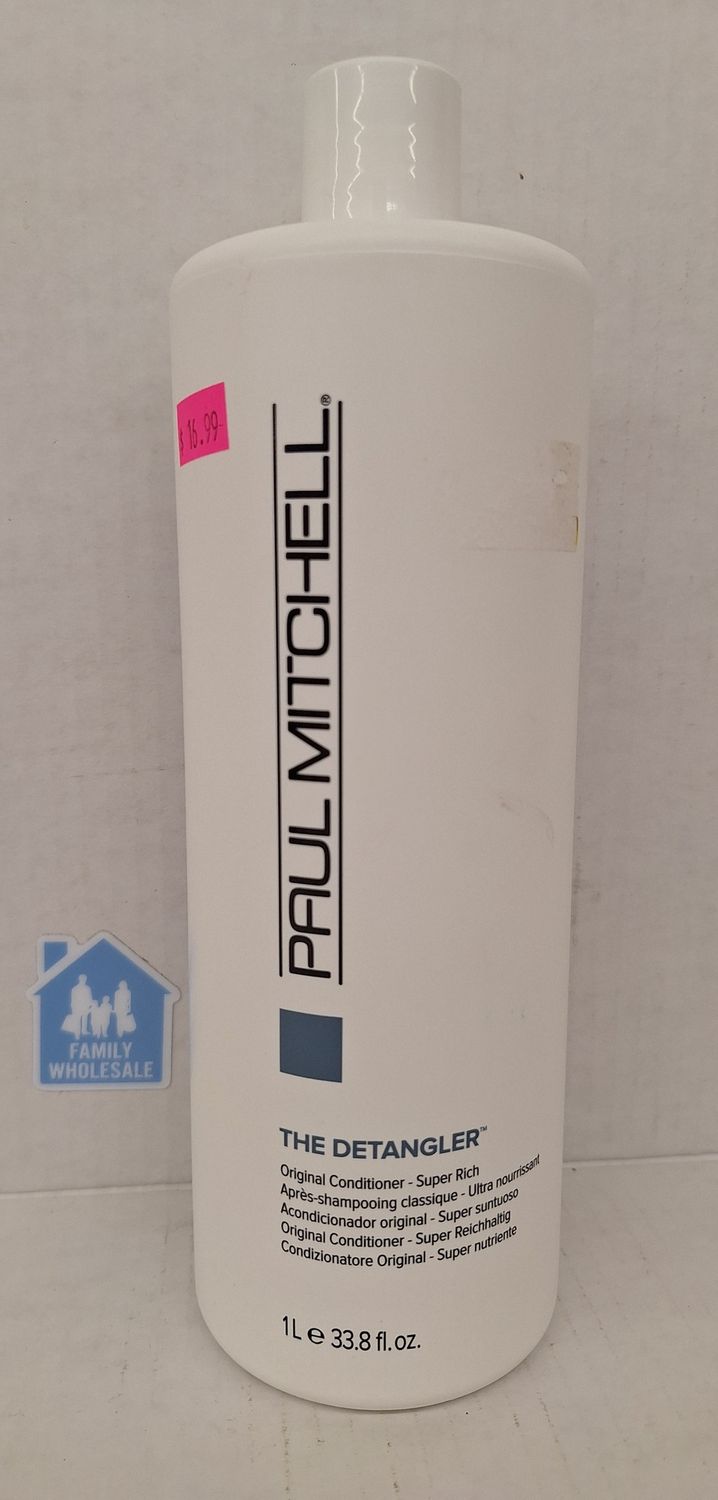 $ 16.99
PAUL MITCHELL®
FAMILY
WHOLESALE
THE DETANGLER™
Original Conditioner - Super Rich
Après-shampooing classique - Ultra nourrissant
Acondicionador original - Super suntuoso
Original Conditioner - Super Reichhaltig
Condizionatore Original - Super nutriente
1 L ℮ 33.8 fl. oz.